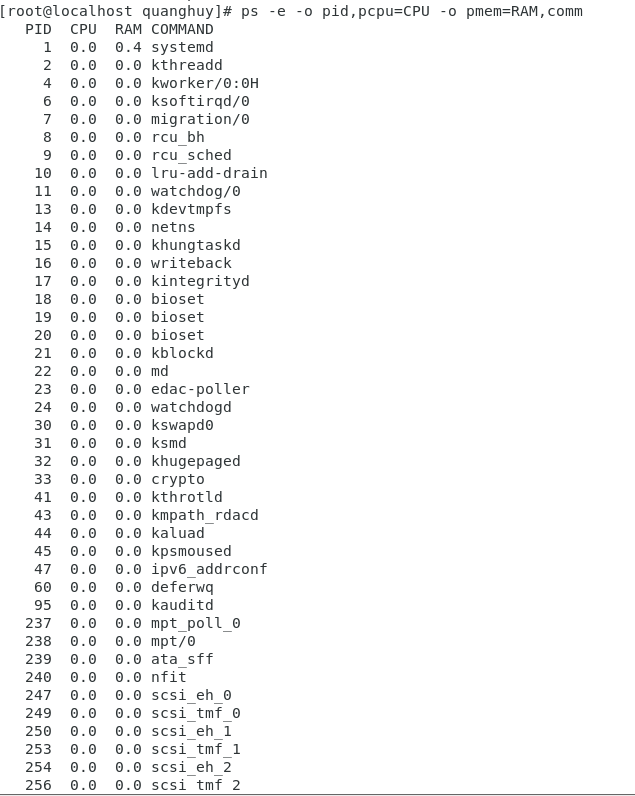 [root@localhost quanghuy]# ps -e -o pid,pcpu=CPU -o pmem=RAM,comm
PID CPU RAM COMMAND
1 0.0 0.4 systemd
2 0.0 0.0 kthreadd
4 0.0 0.0 kworker/0:0H
6 0.0 0.0 ksoftirqd/0
7 0.0 0.0 migration/0
8 0.0 0.0 rcu_bh
9 0.0 0.0 rcu_sched
10 0.0 0.0 lru-add-drain
11 0.0 0.0 watchdog/0
13 0.0 0.0 kdevtmpfs
14 0.0 0.0 netns
15 0.0 0.0 khungtaskd
16 0.0 0.0 writeback
17 0.0 0.0 kintegrityd
18 0.0 0.0 bioset
19 0.0 0.0 bioset
20 0.0 0.0 bioset
21 0.0 0.0 kblockd
22 0.0 0.0 md
23 0.0 0.0 edac-poller
24 0.0 0.0 watchdogd
30 0.0 0.0 kswapd0
31 0.0 0.0 ksmd
32 0.0 0.0 khugepaged
33 0.0 0.0 crypto
41 0.0 0.0 kthrotld
43 0.0 0.0 kmpath_rdacd
44 0.0 0.0 kaluad
45 0.0 0.0 kpsmoused
47 0.0 0.0 ipv6_addrconf
60 0.0 0.0 deferwq
95 0.0 0.0 kauditd
237 0.0 0.0 mpt_poll_0
238 0.0 0.0 mpt/0
239 0.0 0.0 ata_sff
240 0.0 0.0 nfit
247 0.0 0.0 scsi_eh_0
249 0.0 0.0 scsi_tmf_0
250 0.0 0.0 scsi_eh_1
253 0.0 0.0 scsi_tmf_1
254 0.0 0.0 scsi_eh_2
256 0.0 0.0 scsi_tmf_2